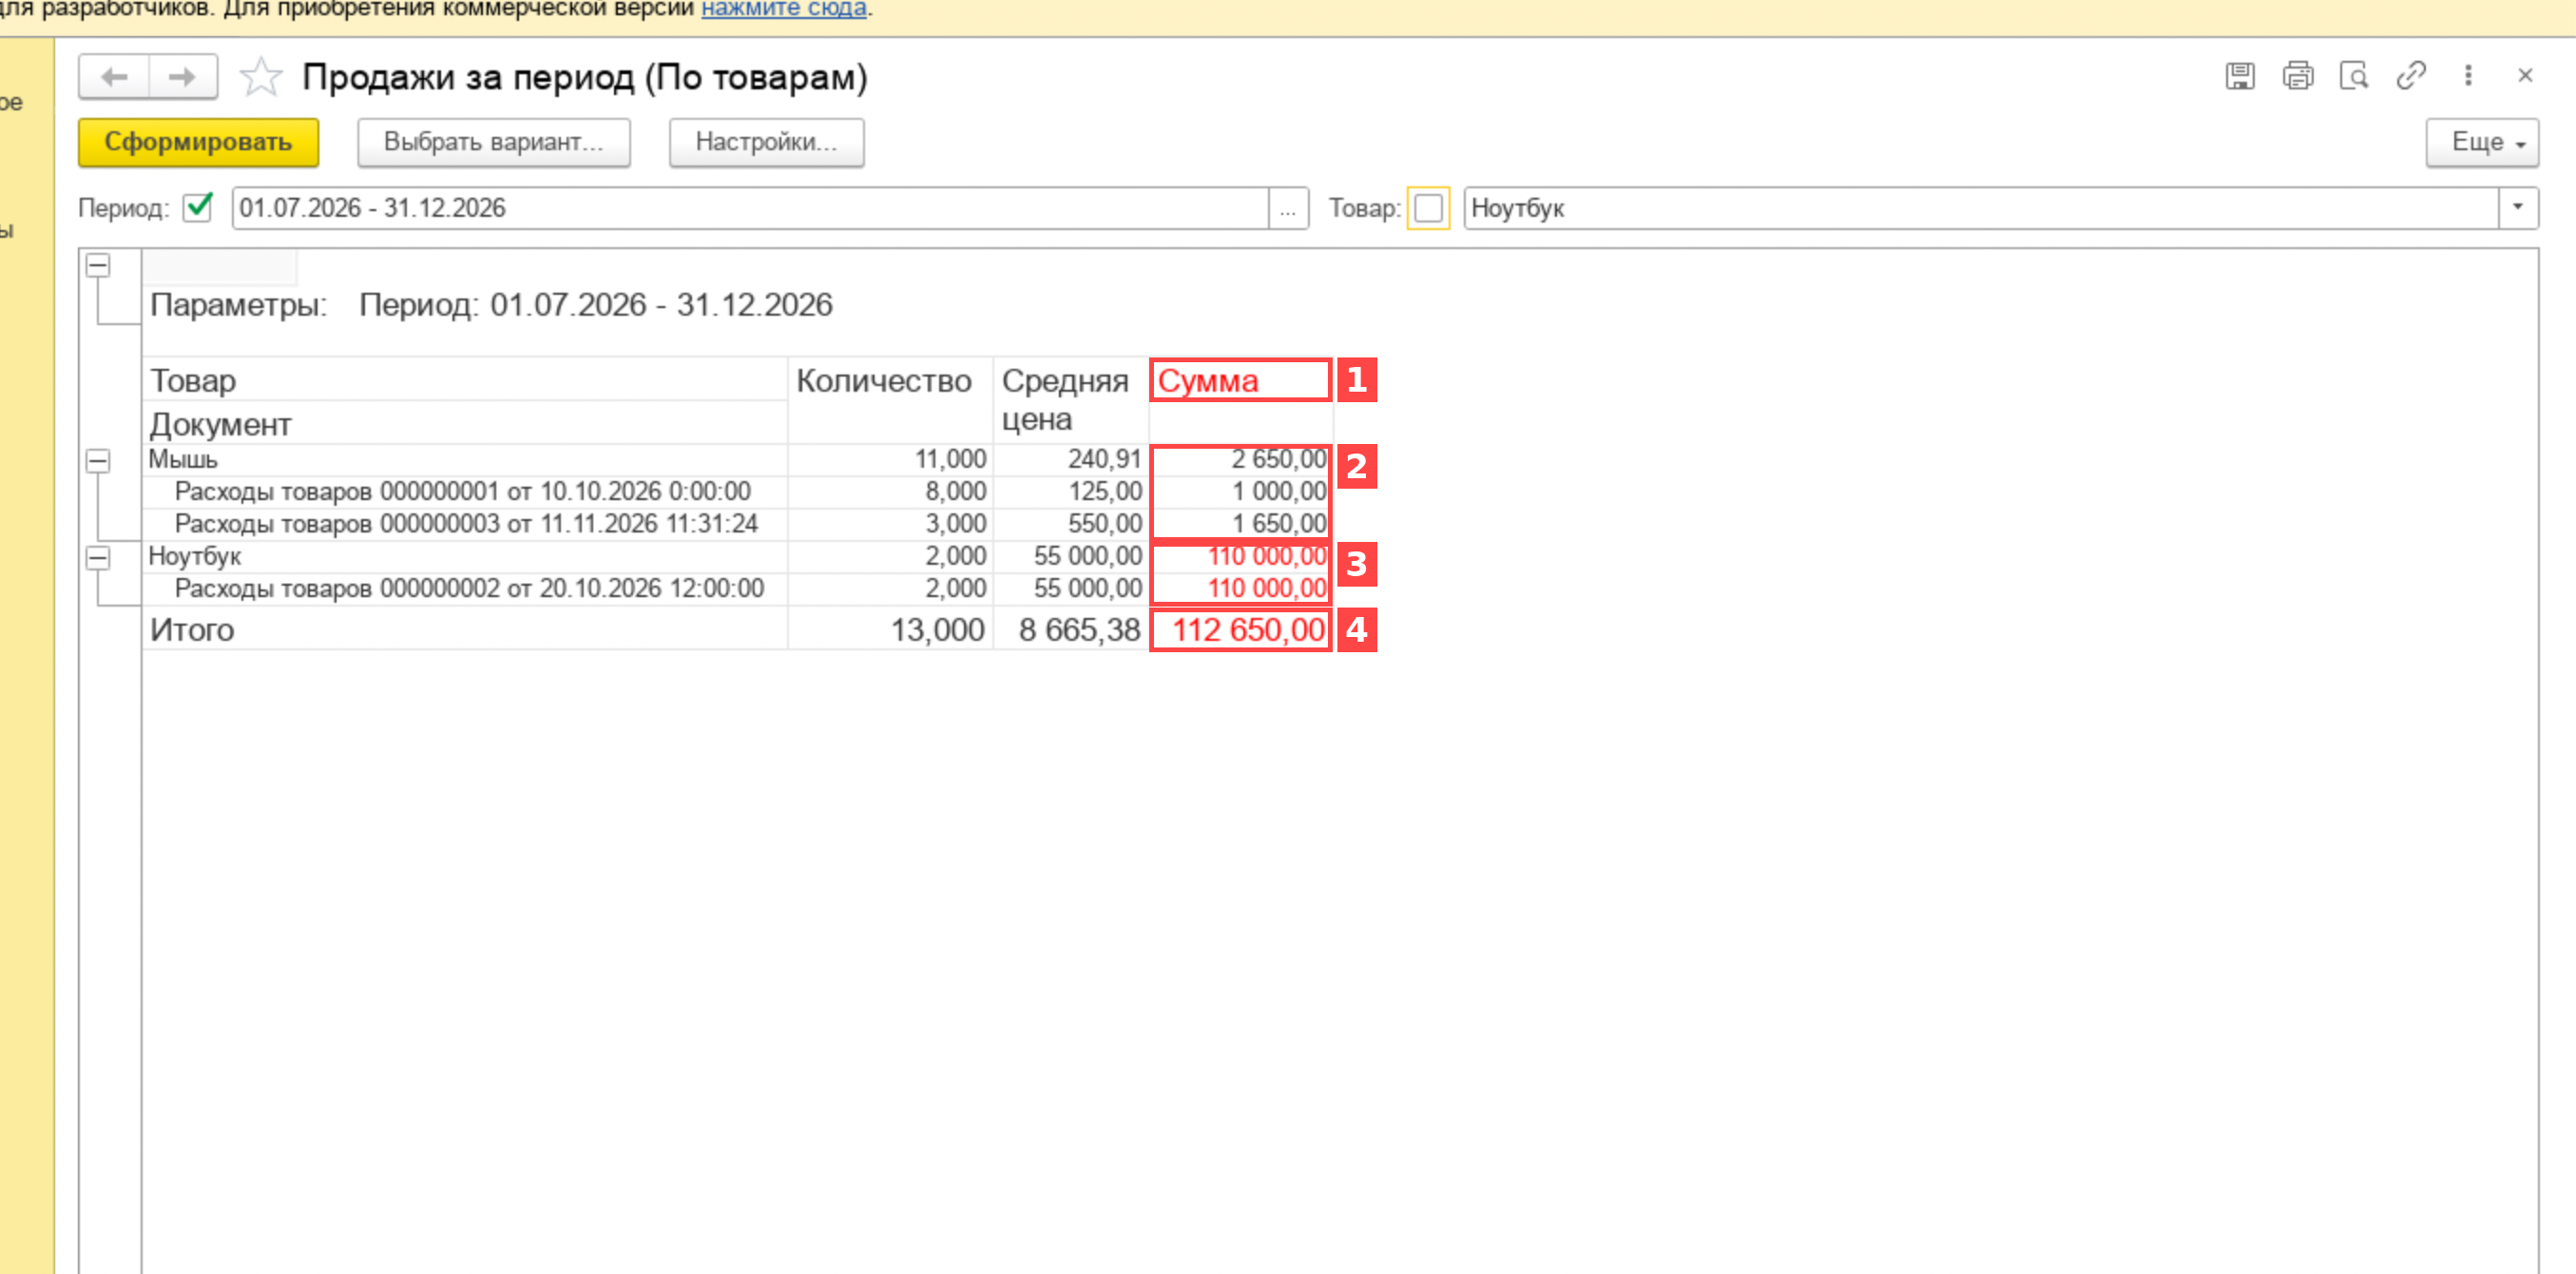 для разработчиков. Для приобретения коммерческой версии нажмите сюда.
ое
ы
Продажи за период (По товарам)
Сформировать Выбрать вариант... Настройки... Еще
Период: 01.07.2026 - 31.12.2026 ... Товар: Ноутбук
Параметры: Период: 01.07.2026 - 31.12.2026
Товар Количество Средняя цена Сумма 1
Документ
Мышь 11,000 240,91 2 650,00 2
Расходы товаров 000000001 от 10.10.2026 0:00:00 8,000 125,00 1 000,00
Расходы товаров 000000003 от 11.11.2026 11:31:24 3,000 550,00 1 650,00
Ноутбук 2,000 55 000,00 110 000,00 3
Расходы товаров 000000002 от 20.10.2026 12:00:00 2,000 55 000,00 110 000,00
Итого 13,000 8 665,38 112 650,00 4